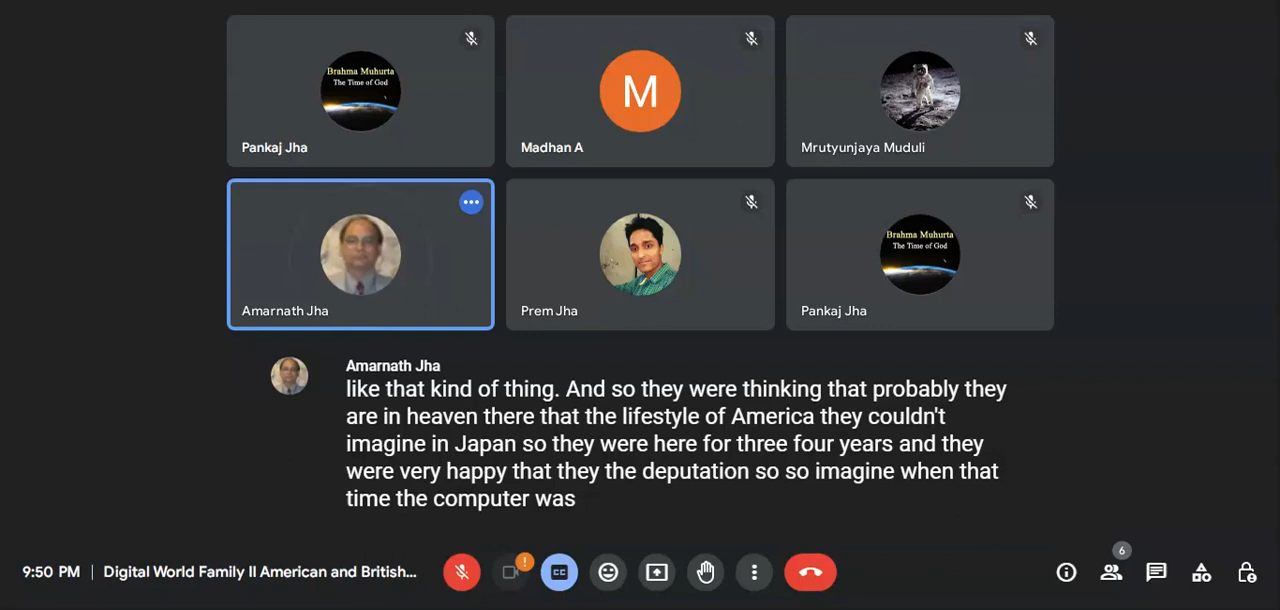 Brahma Muhurta
The Time of God
Pankaj Jha
M
Madhan A
Mrutyunjaya Muduli
Amarnath Jha
Prem Jha
Brahma Muhurta
The Time of God
Pankaj Jha
Amarnath Jha
like that kind of thing. And so they were thinking that probably they
are in heaven there that the lifestyle of America they couldn't
imagine in Japan so they were here for three four years and they
were very happy that they the deputation so so imagine when that
time the computer was
9:50 PM | Digital World Family II American and British...
CC
6